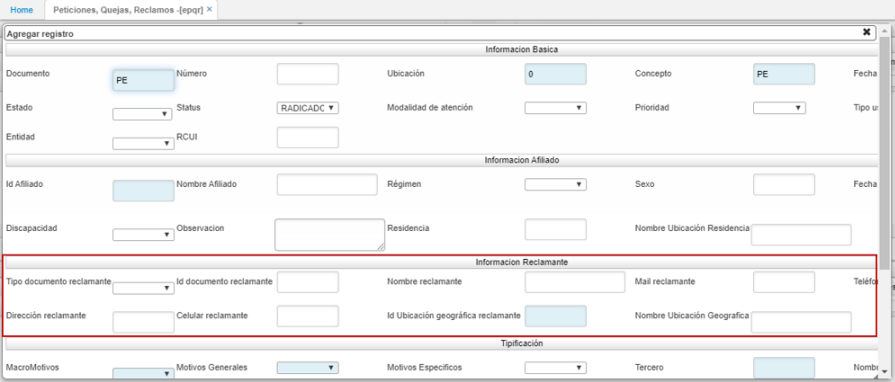 Home Peticiones, Quejas, Reclamos -[epqr] ×
Agregar registro ✖
Informacion Basica
Documento PE Número Ubicación 0 Concepto PE Fecha
Estado Status RADICADO Modalidad de atención Prioridad Tipo u
Entidad RCUI
Informacion Afiliado
Id Afiliado Nombre Afiliado Régimen Sexo Fecha
Discapacidad Observacion Residencia Nombre Ubicación Residencia
Informacion Reclamante
Tipo documento reclamante Id documento reclamante Nombre reclamante Mail reclamante Teléfo
Dirección reclamante Celular reclamante Id Ubicación geográfica reclamante Nombre Ubicación Geografica
Tipificación
MacroMotivos Motivos Generales Motivos Especificos Tercero Nomb